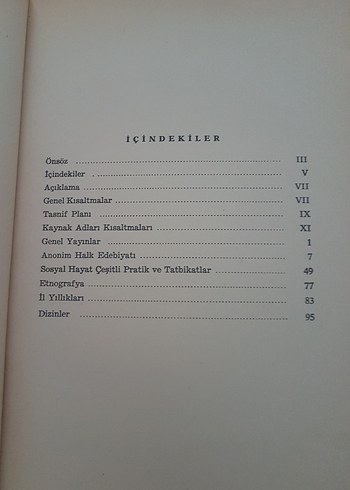 İÇİNDEKİLER
Önsöz ........ III
İçindekiler ........ V
Açıklama ........ VII
Genel Kısaltmalar ........ VII
Tasnif Planı ........ IX
Kaynak Adları Kısaltmaları ........ XI
Genel Yayınlar ........ 1
Anonim Halk Edebiyatı ........ 7
Sosyal Hayat Çeşitli Pratik ve Tatbikatlar ........ 49
Etnografya ........ 77
İl Yıllıkları ........ 83
Dizinler ........ 95